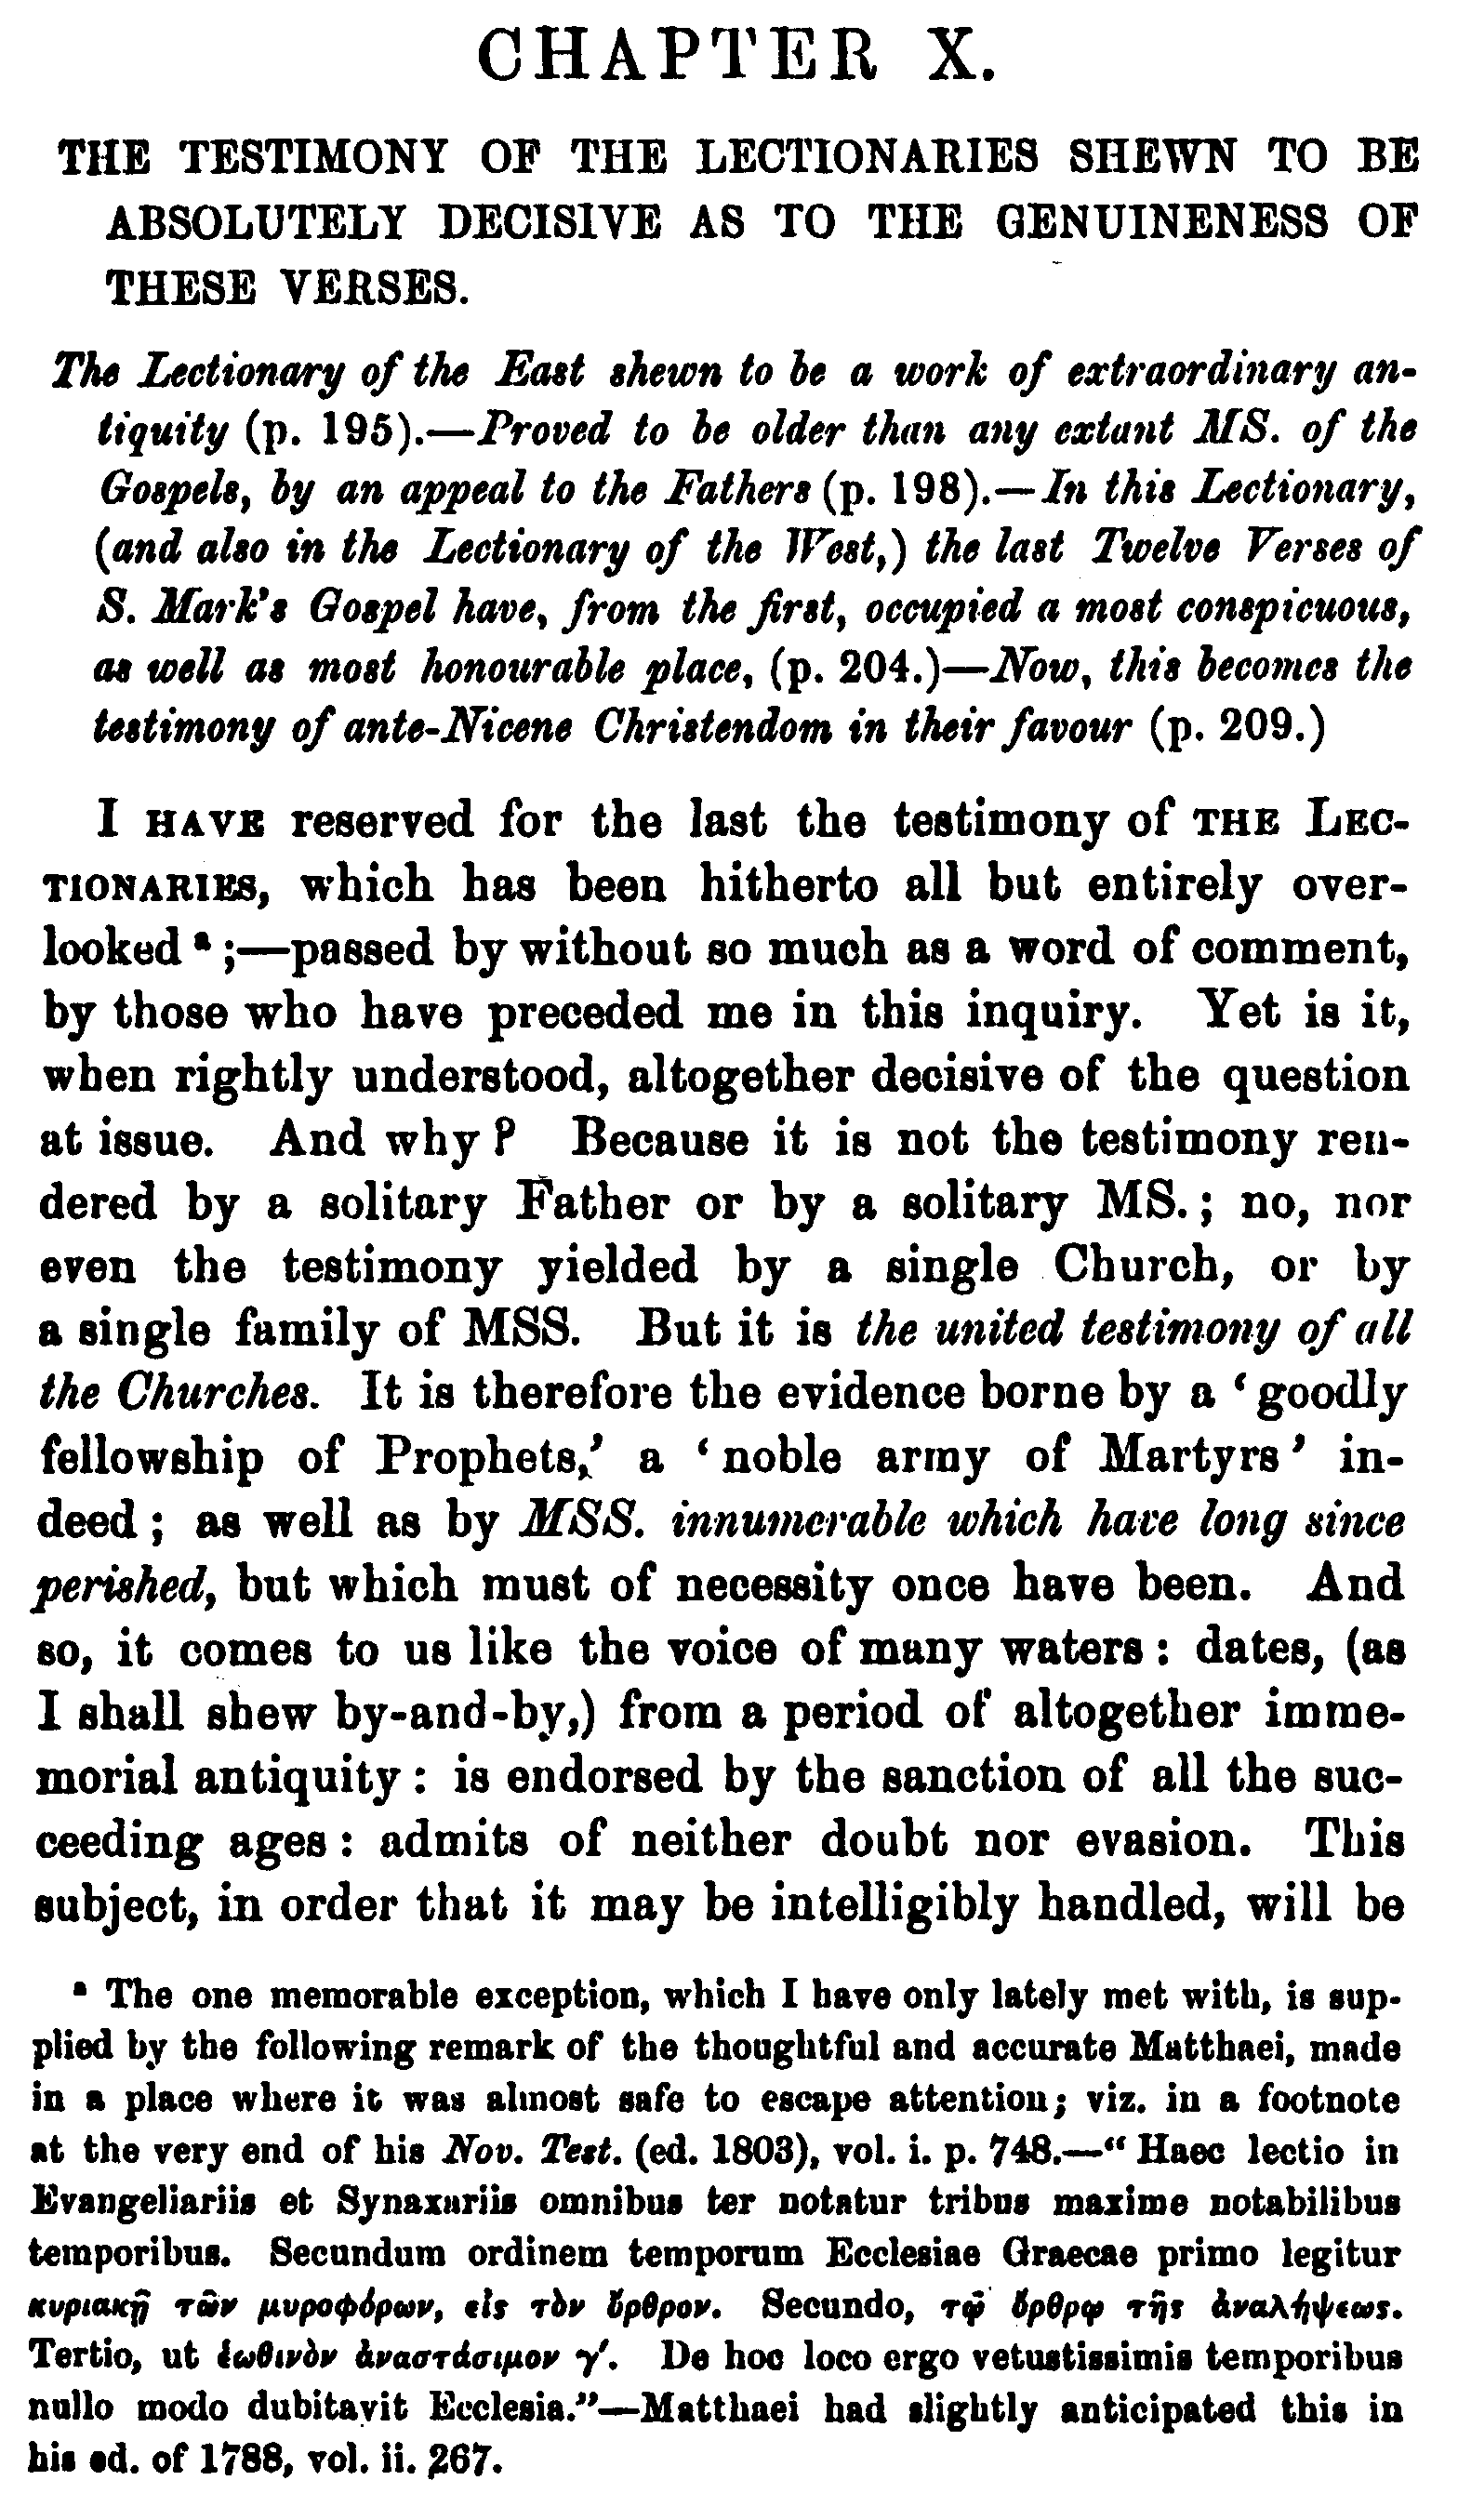 CHAPTER X.
THE TESTIMONY OF THE LECTIONARIES SHEWN TO BE
ABSOLUTELY DECISIVE AS TO THE GENUINENESS OF
THESE VERSES.
The Lectionary of the East shewn to be a work of extraordinary an-
tiquity (p. 195).—Proved to be older than any extant MS. of the
Gospels, by an appeal to the Fathers (p. 198).—In this Lectionary,
(and also in the Lectionary of the West,) the last Twelve Verses of
S. Mark's Gospel have, from the first, occupied a most conspicuous,
as well as most honourable place, (p. 204.)—Now, this becomes the
testimony of ante-Nicene Christendom in their favour (p. 209.)
I HAVE reserved for the last the testimony of THE LEC-
TIONARIES, which has been hitherto all but entirely over-
looked a ;—passed by without so much as a word of comment,
by those who have preceded me in this inquiry. Yet is it,
when rightly understood, altogether decisive of the question
at issue. And why? Because it is not the testimony ren-
dered by a solitary Father or by a solitary MS.; no, nor
even the testimony yielded by a single Church, or by
a single family of MSS. But it is the united testimony of all
the Churches. It is therefore the evidence borne by a 'goodly
fellowship of Prophets,' a 'noble army of Martyrs' in-
deed; as well as by MSS. innumerable which have long since
perished, but which must of necessity once have been. And
so, it comes to us like the voice of many waters: dates, (as
I shall shew by-and-by,) from a period of altogether imme-
morial antiquity: is endorsed by the sanction of all the suc-
ceeding ages: admits of neither doubt nor evasion. This
subject, in order that it may be intelligibly handled, will be
a The one memorable exception, which I have only lately met with, is sup-
plied by the following remark of the thoughtful and accurate Matthaei, made
in a place where it was almost safe to escape attention; viz. in a footnote
at the very end of his Nov. Test. (ed. 1803), vol. i. p. 748.—"Haec lectio in
Evangeliariis et Synaxariis omnibus ter notatur tribus maxime notabilibus
temporibus. Secundum ordinem temporum Ecclesiae Graecae primo legitur
κυριακῇ τῶν μυροφόρων, εἰς τὸν ὄρθρον. Secundo, τῷ ὄρθρῳ τῆς ἀναλήψεως.
Tertio, ut ἑωθινὸν ἀναστάσιμον γ′. De hoc loco ergo vetustissimis temporibus
nullo modo dubitavit Ecclesia."—Matthaei had slightly anticipated this in
his ed. of 1788, vol. ii. 267.